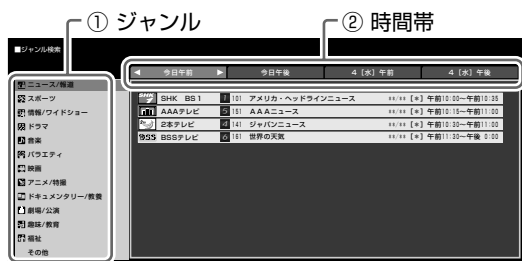 ① ジャンル
② 時間帯
■ジャンル検索
◀ 今日午前 ▶ 今日午後 4 [水] 午前 4 [水] 午後
ニュース/報道
スポーツ
情報/ワイドショー
ドラマ
音楽
バラエティ
映画
アニメ/特撮
ドキュメンタリー/教養
劇場/公演
趣味/教育
福祉
その他
SHK BS1 101 アメリカ・ヘッドラインニュース **/** [*] 午前10:00~午前10:35
AAAテレビ 151 AAAニュース **/** [*] 午前10:15~午前11:00
2本テレビ 141 ジャパンニュース **/** [*] 午前10:30~午前11:00
BSSテレビ 161 世界の天気 **/** [*] 午前11:30~午後 0:00